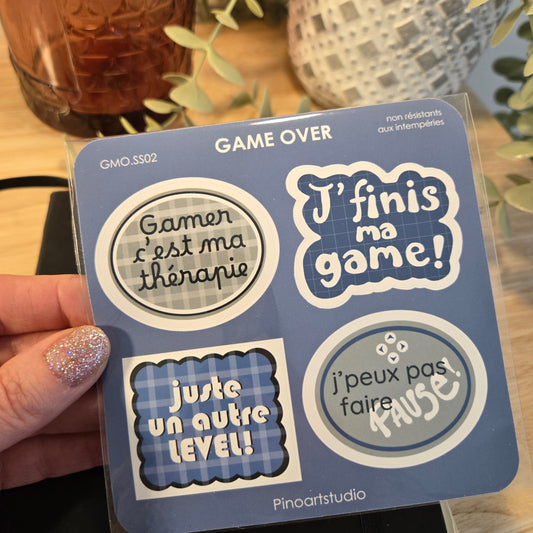 GAME OVER
GMO.SS02
non résistants
aux intempéries
Gamer
c'est ma
thérapie
J'finis
ma
game!
juste
un autre
LEVEL!
j'peux pas
faire
PAUSE!
Pinoartstudio